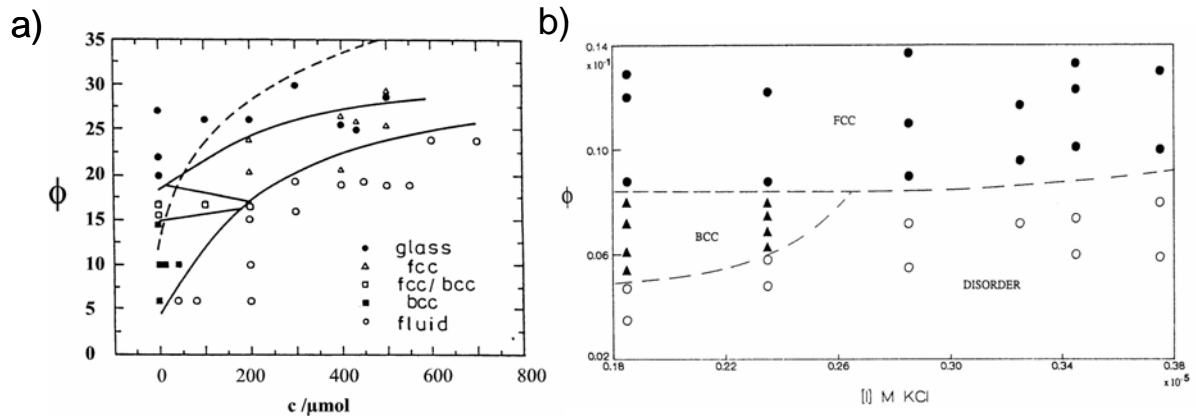 a)
ϕ
35
30
25
20
15
10
5
0
0 200 400 600 800
c /μmol
glass
fcc
fcc/bcc
bcc
fluid
b)
0.14
x10⁻¹
0.10
ϕ
0.06
0.02
FCC
BCC
DISORDER
0.18 0.22 0.26 0.30 0.34 0.38
x10⁻⁵
[I] M KCl